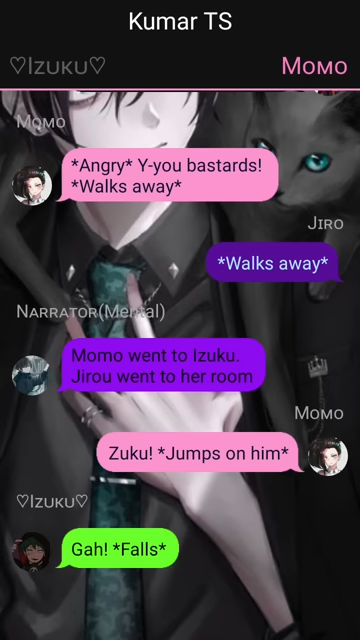 Kumar TS
♡Izuku♡ Momo
Momo
*Angry* Y-you bastards!
*Walks away*
Jiro
*Walks away*
Narrator(Mental)
Momo went to Izuku.
Jirou went to her room
Momo
Zuku! *Jumps on him*
♡Izuku♡
Gah! *Falls*